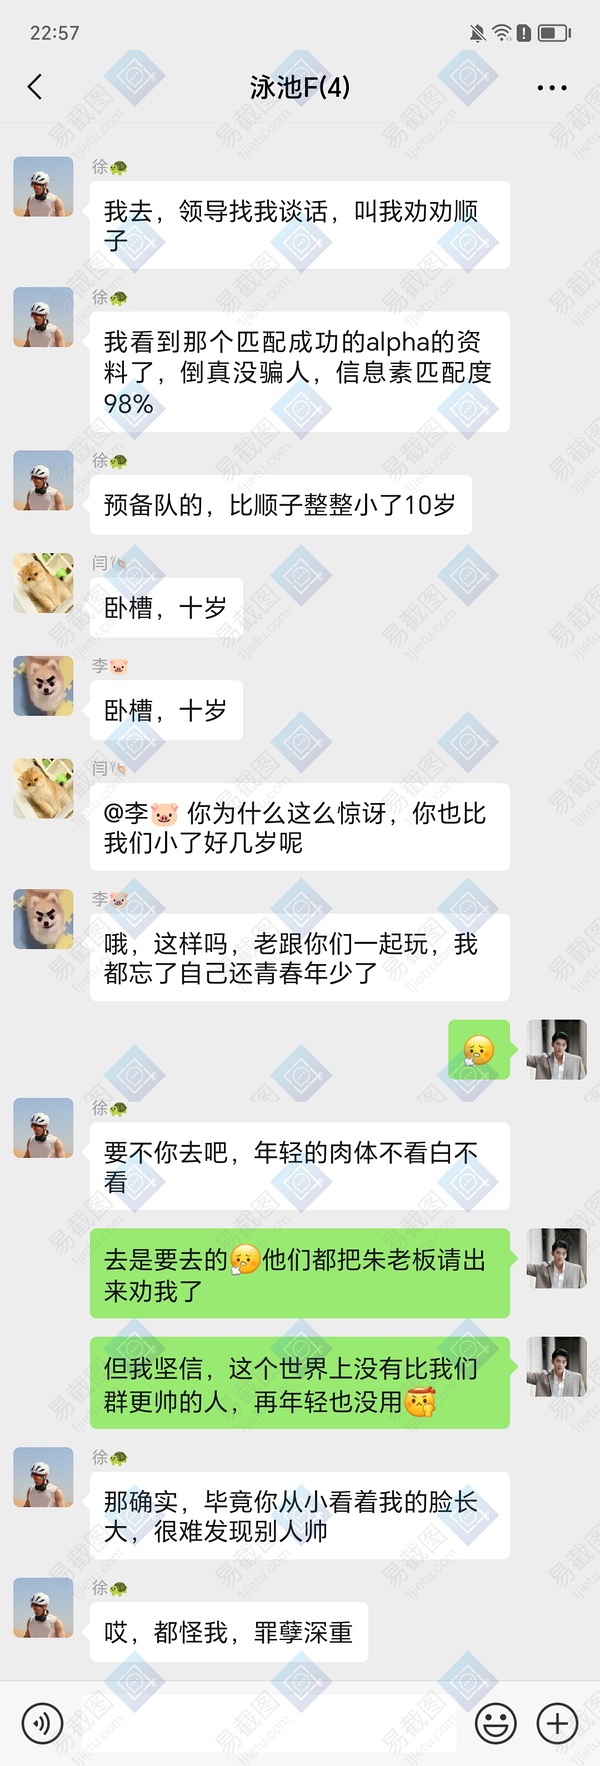 22:57
泳池F(4)
徐🐢
我去，领导找我谈话，叫我劝劝顺
子
徐🐢
我看到那个匹配成功的alpha的资
料了，倒真没骗人，信息素匹配度
98%
徐🐢
预备队的，比顺子整整小了10岁
闫🍤
卧槽，十岁
李🐷
卧槽，十岁
闫🍤
@李🐷 你为什么这么惊讶，你也比
我们小了好几岁呢
李🐷
哦，这样吗，老跟你们一起玩，我
都忘了自己还青春年少了
😮‍💨
徐🐢
要不你去吧，年轻的肉体不看白不
看
去是要去的😮‍💨他们都把朱老板请出
来劝我了
但我坚信，这个世界上没有比我们
群更帅的人，再年轻也没用
徐🐢
那确实，毕竟你从小看着我的脸长
大，很难发现别人帅
徐🐢
哎，都怪我，罪孽深重
易截图
1jietu.com